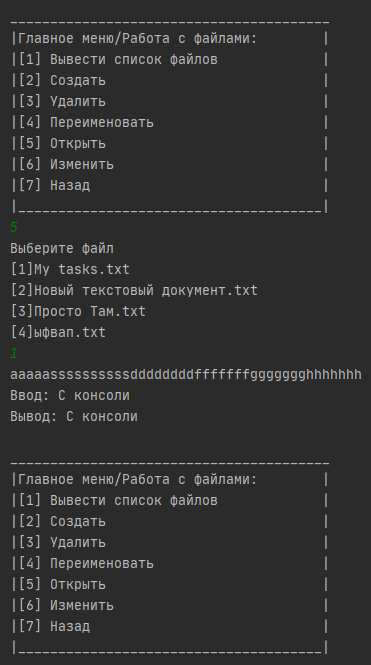 ________________________________________
|Главное меню/Работа с файлами:        |
|[1] Вывести список файлов             |
|[2] Создать                           |
|[3] Удалить                           |
|[4] Переименовать                     |
|[5] Открыть                           |
|[6] Изменить                          |
|[7] Назад                             |
|______________________________________|
5
Выберите файл
[1]My tasks.txt
[2]Новый текстовый документ.txt
[3]Просто Там.txt
[4]ыфвап.txt
1
aaaaassssssssssddddddddfffffffggggggghhhhhhh
Ввод: С консоли
Вывод: С консоли
________________________________________
|Главное меню/Работа с файлами:        |
|[1] Вывести список файлов             |
|[2] Создать                           |
|[3] Удалить                           |
|[4] Переименовать                     |
|[5] Открыть                           |
|[6] Изменить                          |
|[7] Назад                             |
|______________________________________|